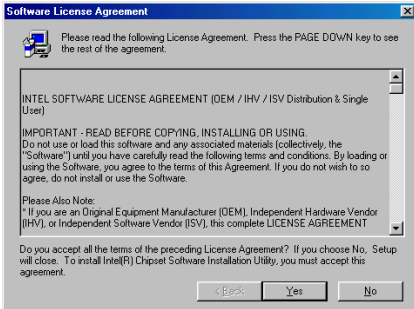 Software License Agreement
Please read the following License Agreement. Press the PAGE DOWN key to see
the rest of the agreement.
INTEL SOFTWARE LICENSE AGREEMENT (OEM / IHV / ISV Distribution & Single
User)
IMPORTANT - READ BEFORE COPYING, INSTALLING OR USING.
Do not use or load this software and any associated materials (collectively, the
"Software") until you have carefully read the following terms and conditions. By loading or
using the Software, you agree to the terms of this Agreement. If you do not wish to so
agree, do not install or use the Software.
Please Also Note:
* If you are an Original Equipment Manufacturer (OEM), Independent Hardware Vendor
(IHV), or Independent Software Vendor (ISV), this complete LICENSE AGREEMENT
Do you accept all the terms of the preceding License Agreement? If you choose No, Setup
will close. To install Intel(R) Chipset Software Installation Utility, you must accept this
agreement.
< Back Yes No